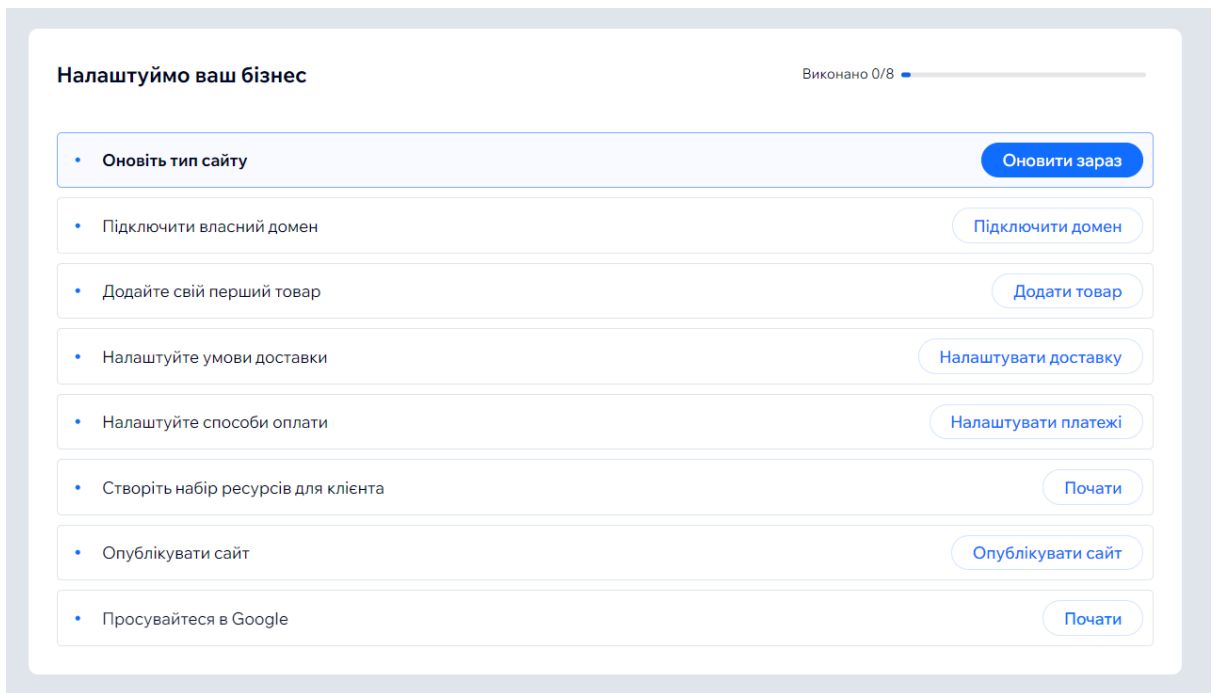 Налаштуймо ваш бізнес
Виконано 0/8
Оновіть тип сайту
Оновити зараз
Підключити власний домен
Підключити домен
Додайте свій перший товар
Додати товар
Налаштуйте умови доставки
Налаштувати доставку
Налаштуйте способи оплати
Налаштувати платежі
Створіть набір ресурсів для клієнта
Почати
Опублікувати сайт
Опублікувати сайт
Просувайтеся в Google
Почати